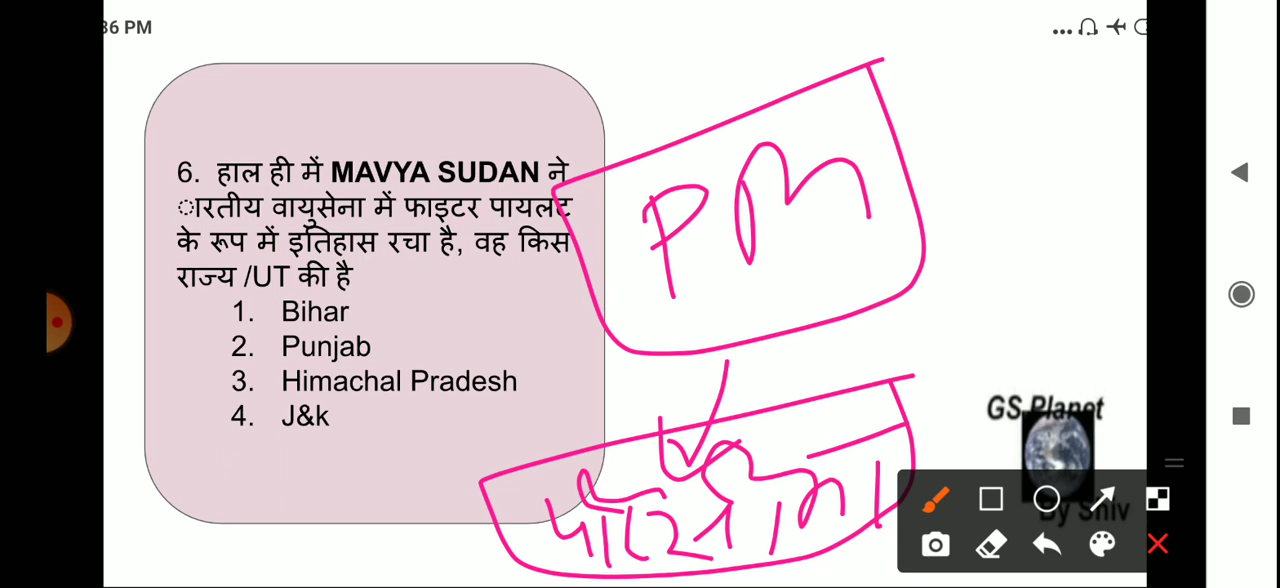 36 PM
6. हाल ही में MAVYA SUDAN ने
ारतीय वायुसेना में फाइटर पायलट
के रूप में इतिहास रचा है, वह किस
राज्य /UT की है
1. Bihar
2. Punjab
3. Himachal Pradesh
4. J&k
PM
GS Planet
By Shiv